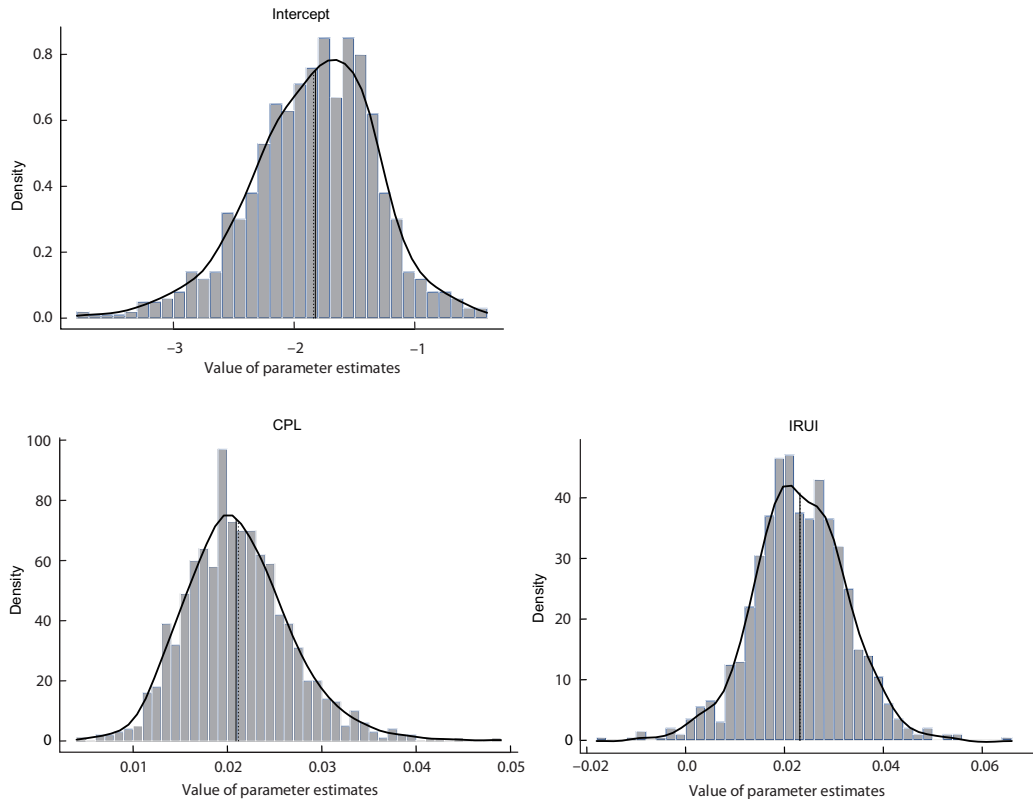 Intercept
Density
0.8
0.6
0.4
0.2
0.0
–3 –2 –1
Value of parameter estimates
CPL
Density
100
80
60
40
20
0
0.01 0.02 0.03 0.04 0.05
Value of parameter estimates
IRUI
Density
40
30
20
10
0
–0.02 0.0 0.02 0.04 0.06
Value of parameter estimates